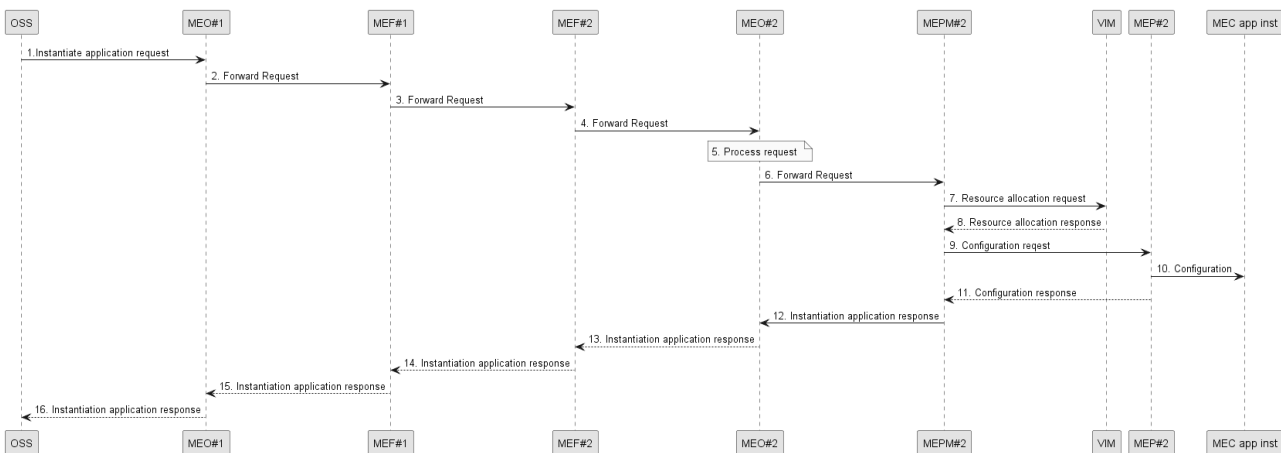 OSS MEO#1 MEF#1 MEF#2 MEO#2 MEPM#2 VIM MEP#2 MEC app inst
1.Instantiate application request
2. Forward Request
3. Forward Request
4. Forward Request
5. Process request
6. Forward Request
7. Resource allocation request
8. Resource allocation response
9. Configuration reqest
10. Configuration
11. Configuration response
12. Instantiation application response
13. Instantiation application response
14. Instantiation application response
15. Instantiation application response
16. Instantiation application response
OSS MEO#1 MEF#1 MEF#2 MEO#2 MEPM#2 VIM MEP#2 MEC app inst